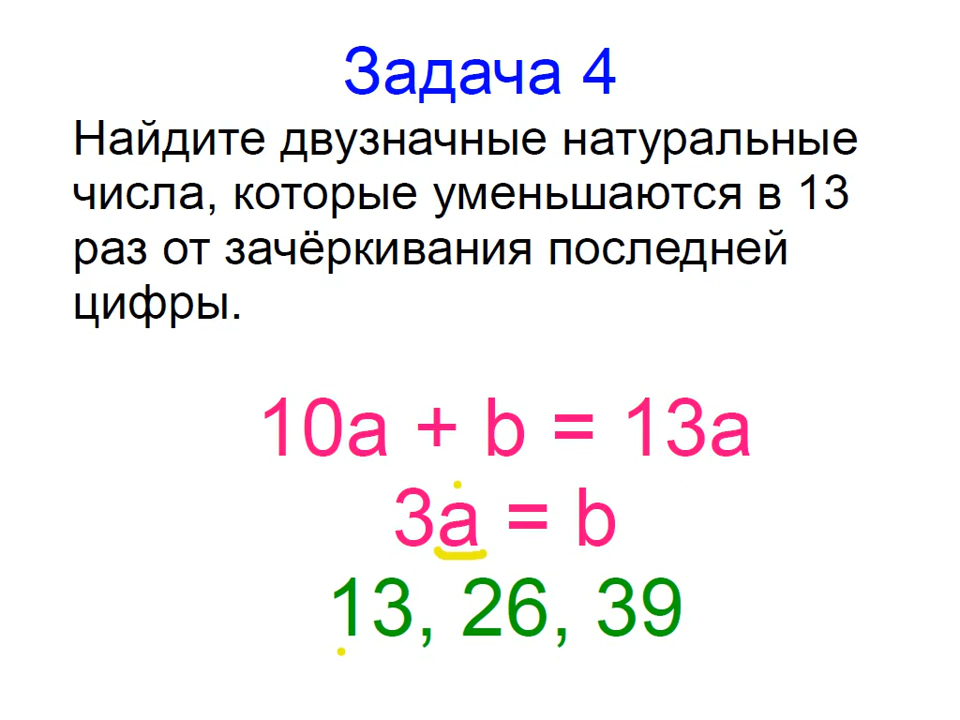 Задача 4
Найдите двузначные натуральные
числа, которые уменьшаются в 13
раз от зачёркивания последней
цифры.
10a + b = 13a
3a = b
13, 26, 39